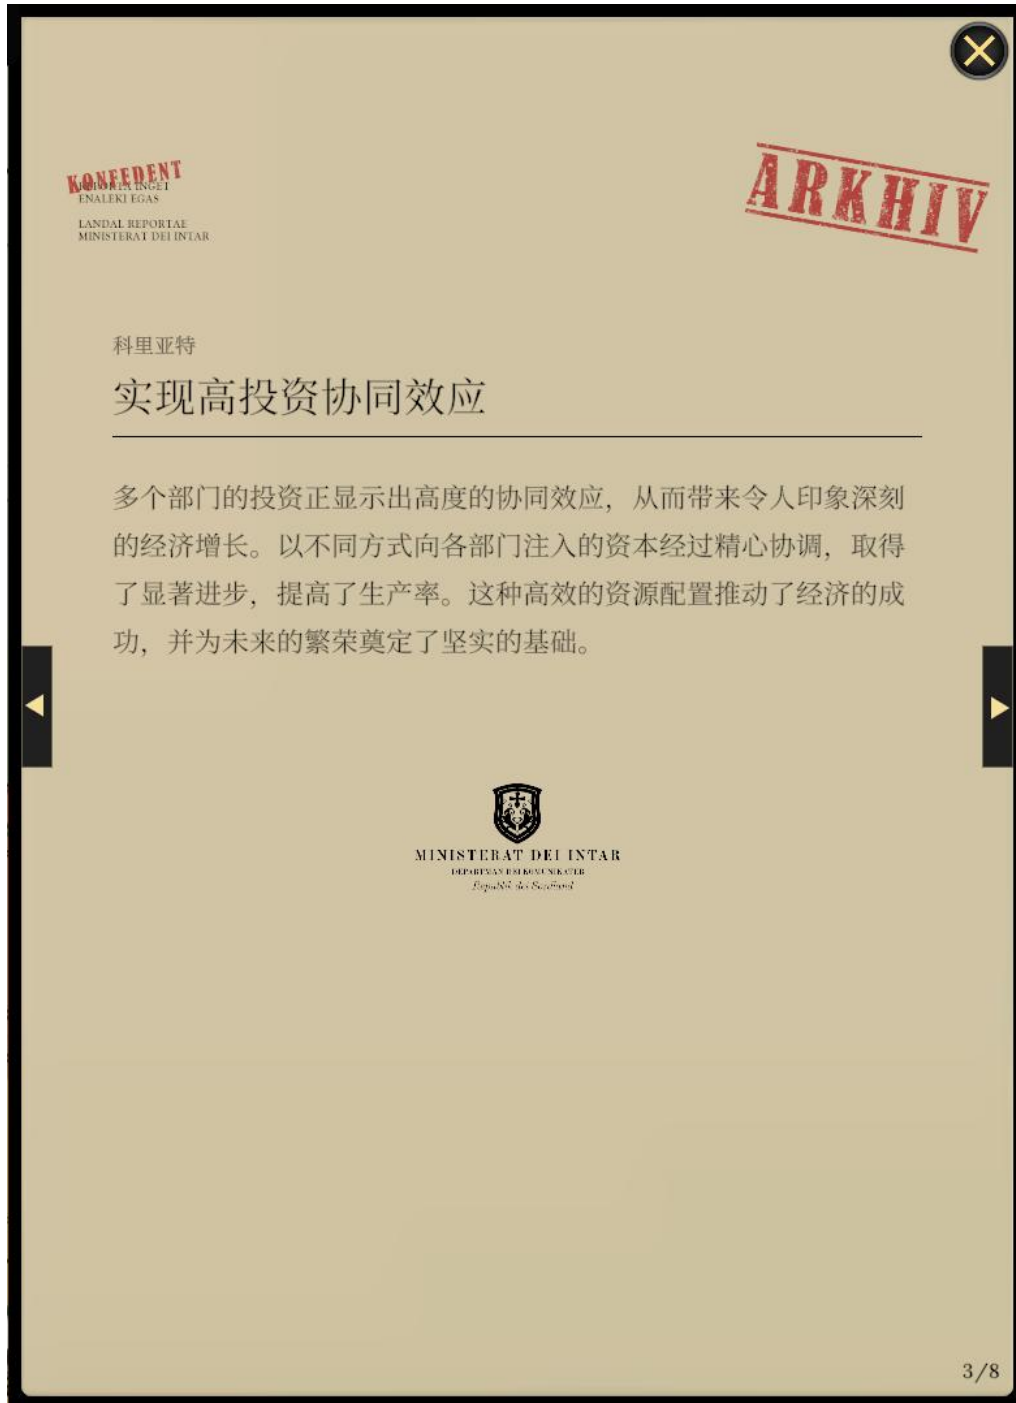 KONFEDENT
ENALEKI EGAS
LANDAL REPORTAE
MINISTERAT DEI INTAR
ARKHIV
科里亚特
实现高投资协同效应
多个部门的投资正显示出高度的协同效应，从而带来令人印象深刻
的经济增长。以不同方式向各部门注入的资本经过精心协调，取得
了显著进步，提高了生产率。这种高效的资源配置推动了经济的成
功，并为未来的繁荣奠定了坚实的基础。
MINISTERAT DEI INTAR
3/8